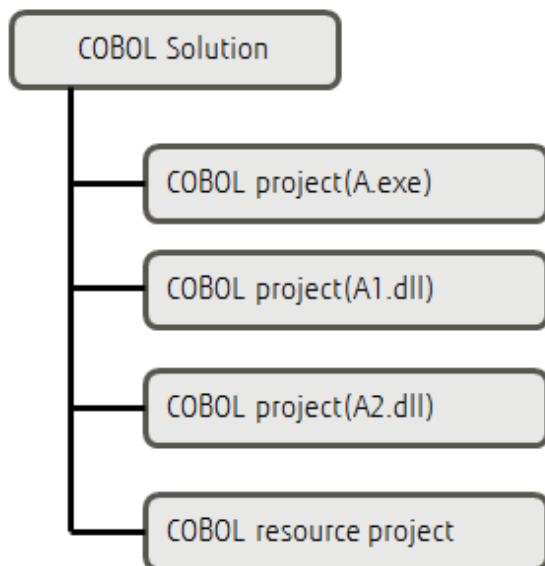 COBOL Solution
COBOL project(A.exe)
COBOL project(A1.dll)
COBOL project(A2.dll)
COBOL resource project